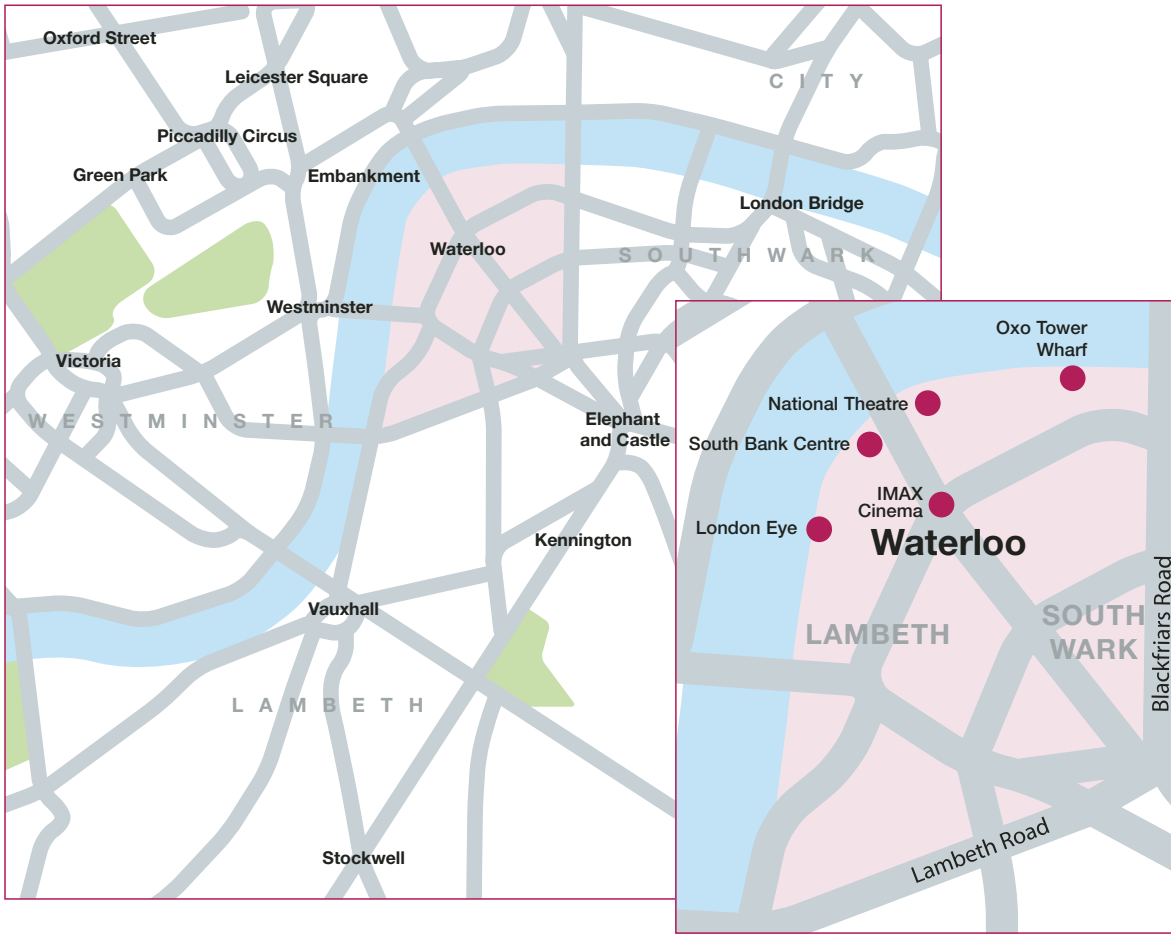 Oxford Street
Leicester Square
CITY
Piccadilly Circus
Green Park
Embankment
London Bridge
Waterloo
SOUTHWARK
Westminster
Victoria
WESTMINSTER
Elephant
and Castle
Kennington
Vauxhall
LAMBETH
Stockwell
Oxo Tower
Wharf
National Theatre
South Bank Centre
IMAX
Cinema
London Eye
Waterloo
LAMBETH
SOUTH
WARK
Blackfriars Road
Lambeth Road